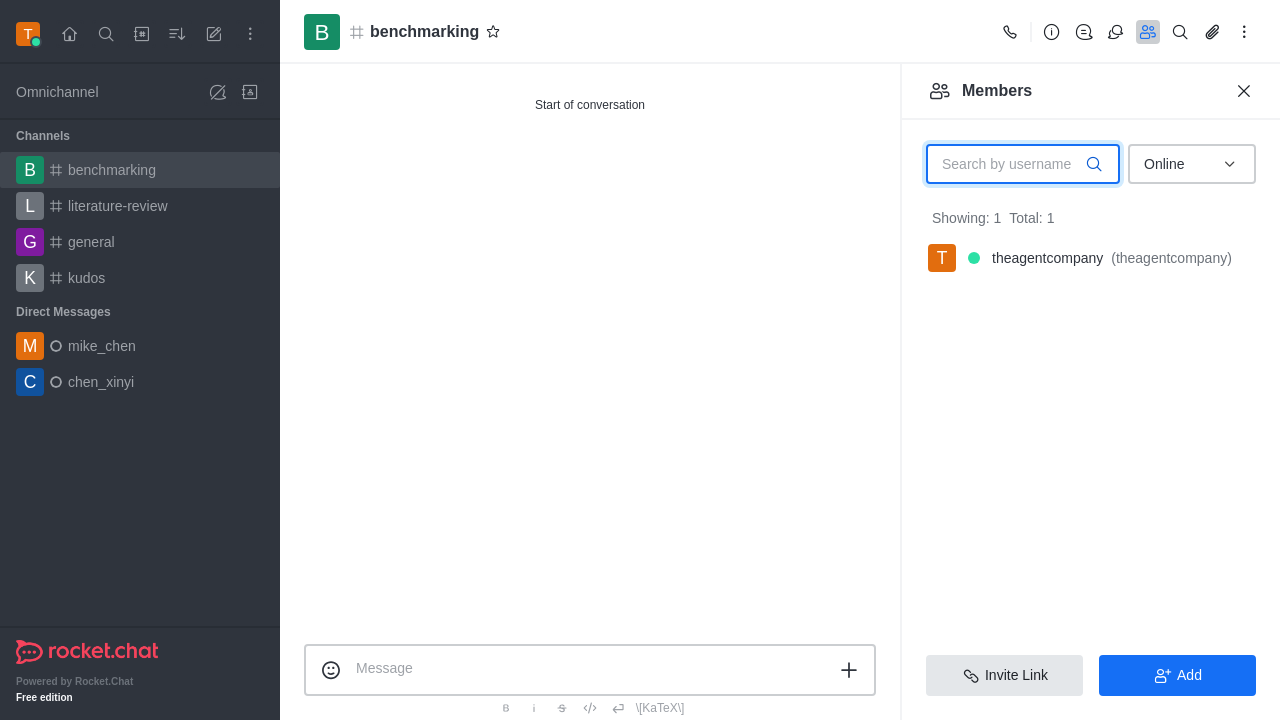 T
Omnichannel
Channels
B benchmarking
L literature-review
G general
K kudos
Direct Messages
M mike_chen
C chen_xinyi
rocket.chat
Powered by Rocket.Chat
Free edition
B benchmarking
Start of conversation
Message
B i S \[KaTeX\]
Members
Search by username
Online
Showing: 1 Total: 1
T theagentcompany (theagentcompany)
Invite Link
Add